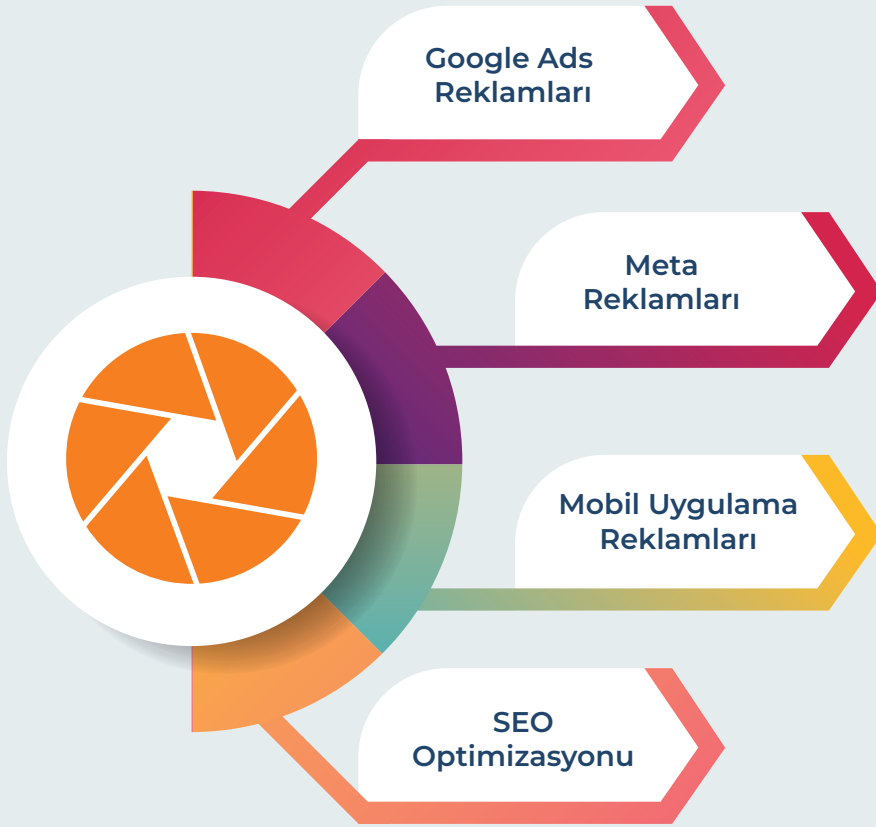 Google Ads
Reklamları
Meta
Reklamları
Mobil Uygulama
Reklamları
SEO
Optimizasyonu